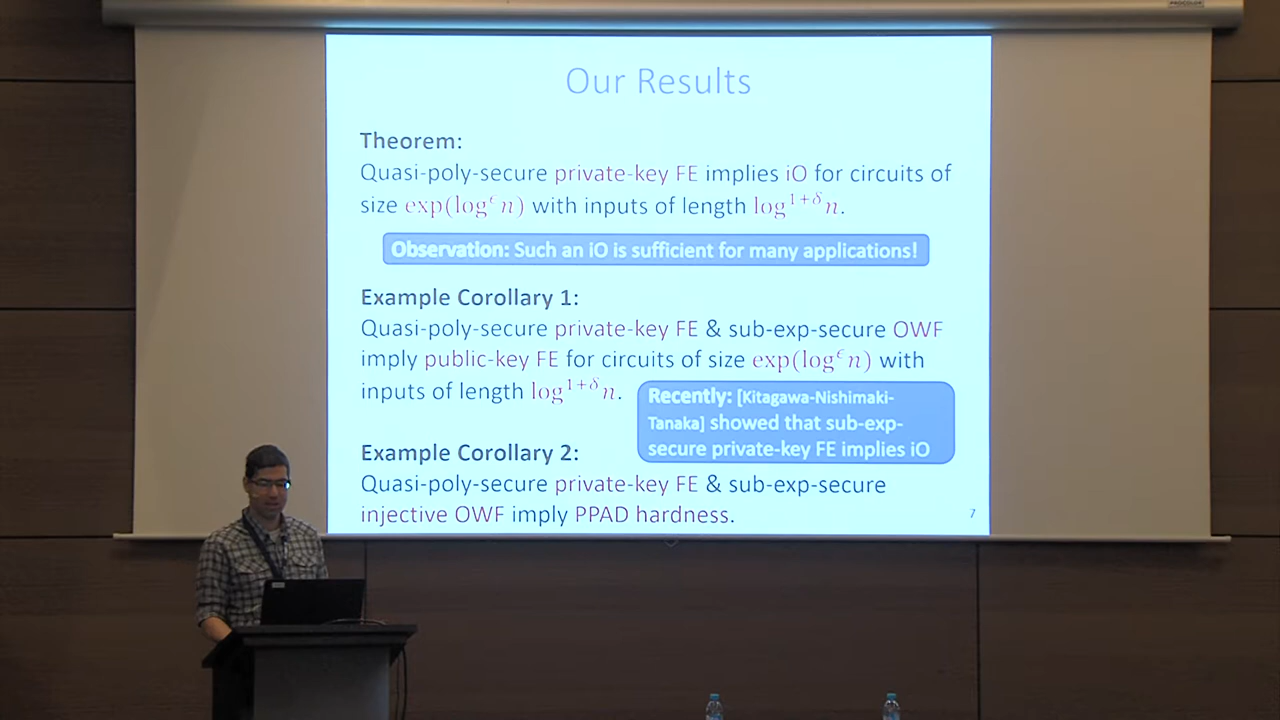 Our Results
Theorem:
Quasi-poly-secure private-key FE implies iO for circuits of
size exp(log^ϵ n) with inputs of length log^{1+δ} n.
Observation: Such an iO is sufficient for many applications!
Example Corollary 1:
Quasi-poly-secure private-key FE & sub-exp-secure OWF
imply public-key FE for circuits of size exp(log^ϵ n) with
inputs of length log^{1+δ} n.
Recently: [Kitagawa-Nishimaki-
Tanaka] showed that sub-exp-
secure private-key FE implies iO
Example Corollary 2:
Quasi-poly-secure private-key FE & sub-exp-secure
injective OWF imply PPAD hardness.
7